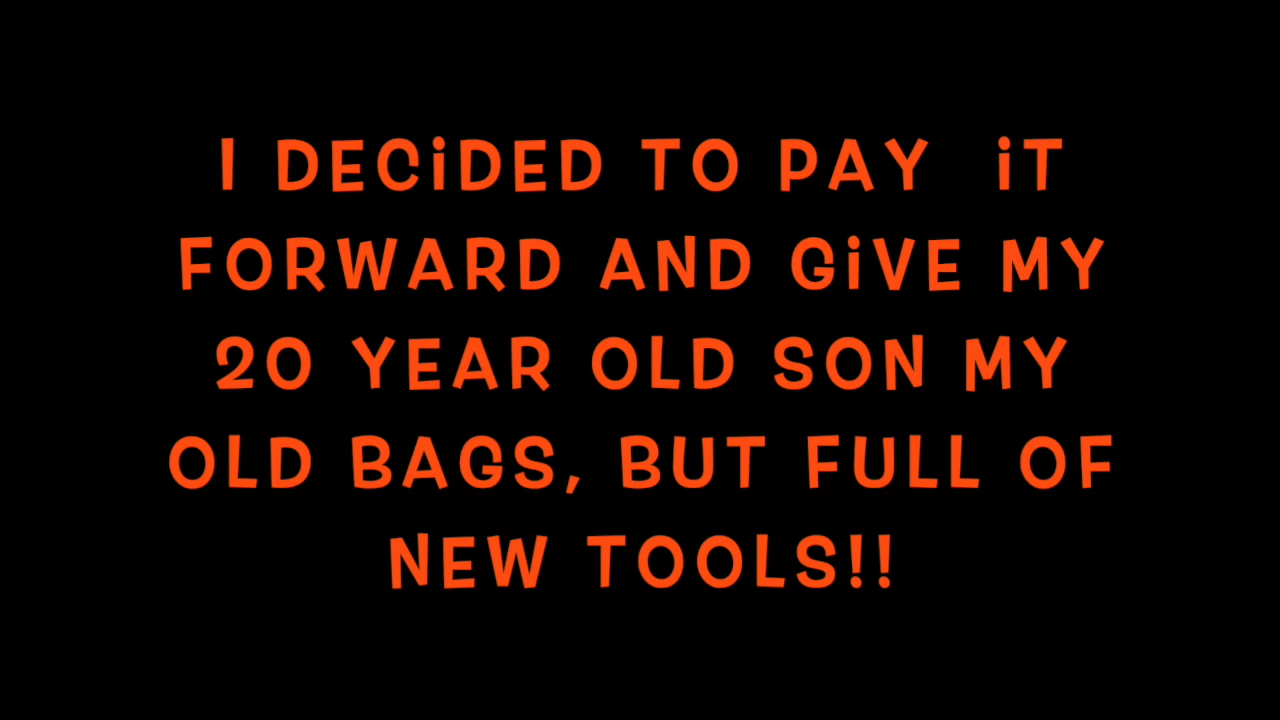 I DECiDED TO PAY  iT
FORWARD AND GiVE MY
20 YEAR OLD SON MY
OLD BAGS, BUT FULL OF
NEW TOOLS!!